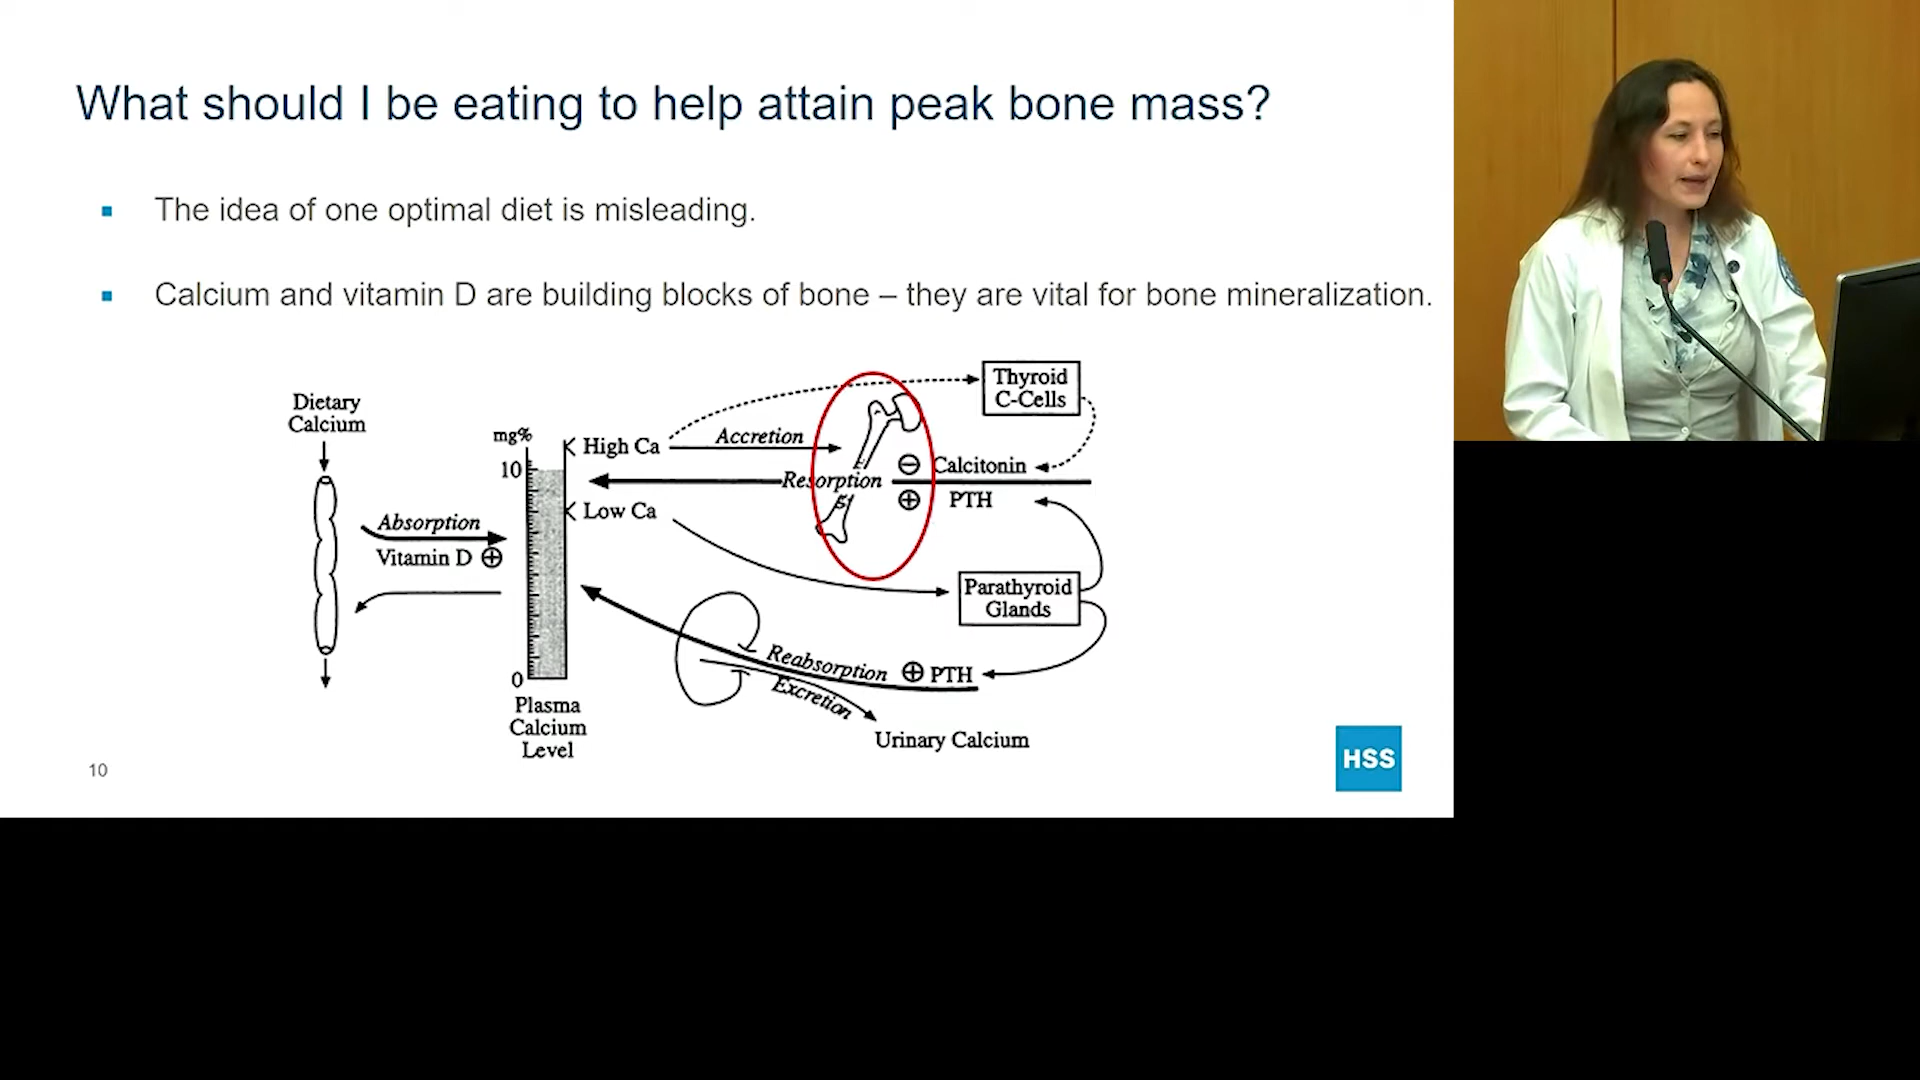 What should I be eating to help attain peak bone mass?
▪ The idea of one optimal diet is misleading.
▪ Calcium and vitamin D are building blocks of bone – they are vital for bone mineralization.
Dietary
Calcium
Absorption
Vitamin D ⊕
mg%
10
0
Plasma
Calcium
Level
High Ca
Low Ca
Accretion
Resorption
Thyroid
C-Cells
⊖ Calcitonin
⊕ PTH
Parathyroid
Glands
Reabsorption ⊕ PTH
Excretion
Urinary Calcium
10
HSS